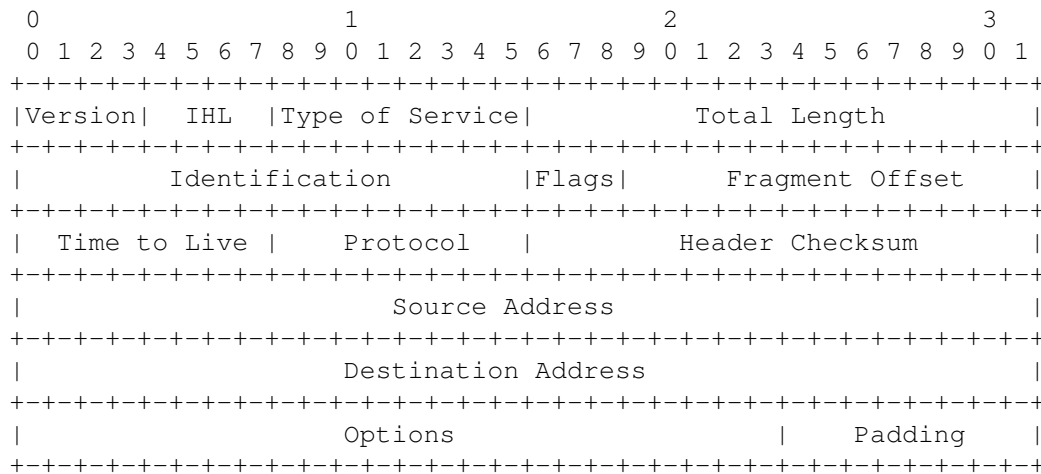 0                   1                   2                   3
 0 1 2 3 4 5 6 7 8 9 0 1 2 3 4 5 6 7 8 9 0 1 2 3 4 5 6 7 8 9 0 1
+-+-+-+-+-+-+-+-+-+-+-+-+-+-+-+-+-+-+-+-+-+-+-+-+-+-+-+-+-+-+-+-+
|Version|  IHL  |Type of Service|          Total Length         |
+-+-+-+-+-+-+-+-+-+-+-+-+-+-+-+-+-+-+-+-+-+-+-+-+-+-+-+-+-+-+-+-+
|         Identification        |Flags|      Fragment Offset    |
+-+-+-+-+-+-+-+-+-+-+-+-+-+-+-+-+-+-+-+-+-+-+-+-+-+-+-+-+-+-+-+-+
|  Time to Live |    Protocol   |         Header Checksum       |
+-+-+-+-+-+-+-+-+-+-+-+-+-+-+-+-+-+-+-+-+-+-+-+-+-+-+-+-+-+-+-+-+
|                       Source Address                          |
+-+-+-+-+-+-+-+-+-+-+-+-+-+-+-+-+-+-+-+-+-+-+-+-+-+-+-+-+-+-+-+-+
|                    Destination Address                        |
+-+-+-+-+-+-+-+-+-+-+-+-+-+-+-+-+-+-+-+-+-+-+-+-+-+-+-+-+-+-+-+-+
|                    Options                    |    Padding    |
+-+-+-+-+-+-+-+-+-+-+-+-+-+-+-+-+-+-+-+-+-+-+-+-+-+-+-+-+-+-+-+-+